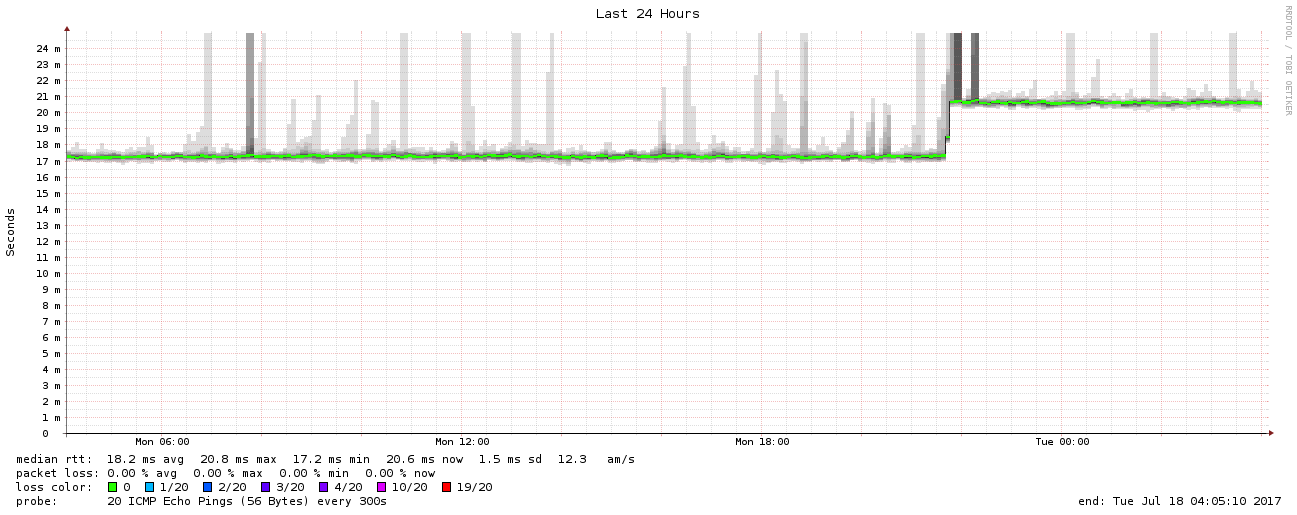 Last 24 Hours
RRDTOOL / TOBI OETIKER
Seconds
24 m
23 m
22 m
21 m
20 m
19 m
18 m
17 m
16 m
15 m
14 m
13 m
12 m
11 m
10 m
9 m
8 m
7 m
6 m
5 m
4 m
3 m
2 m
1 m
0
Mon 06:00 Mon 12:00 Mon 18:00 Tue 00:00
median rtt: 18.2 ms avg 20.8 ms max 17.2 ms min 20.6 ms now 1.5 ms sd 12.3 am/s
packet loss: 0.00 % avg 0.00 % max 0.00 % min 0.00 % now
loss color: 0 1/20 2/20 3/20 4/20 10/20 19/20
probe: 20 ICMP Echo Pings (56 Bytes) every 300s end: Tue Jul 18 04:05:10 2017